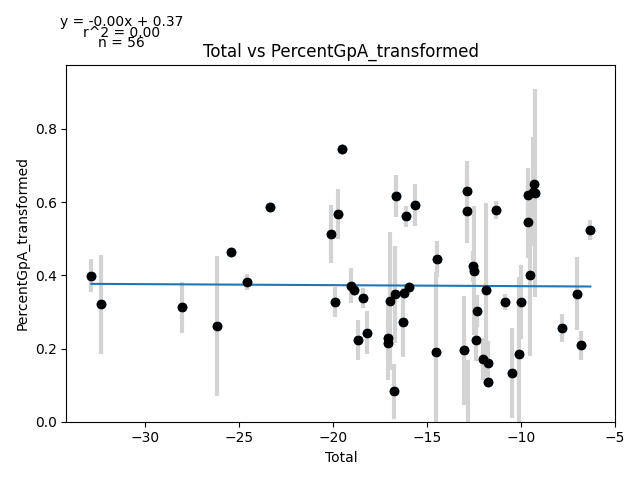 y = -0.00x + 0.37
r^2 = 0.00
n = 56
Total vs PercentGpA_transformed
PercentGpA_transformed
0.8
0.6
0.4
0.2
0.0
−30
−25
−20
−15
−10
−5
Total